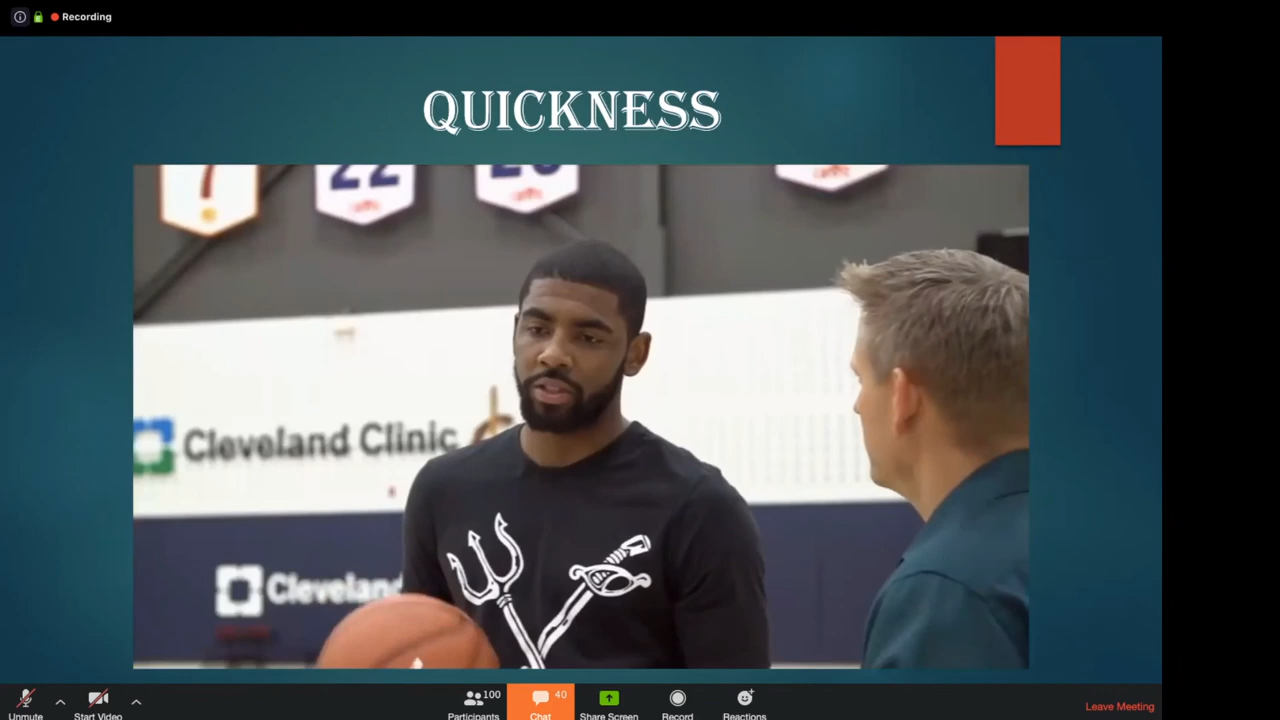 Recording
QUICKNESS
7
22
Cleveland Clinic
Cleveland
Unmute
Start Video
100
Participants
40
Chat
Share Screen
Record
Reactions
Leave Meeting